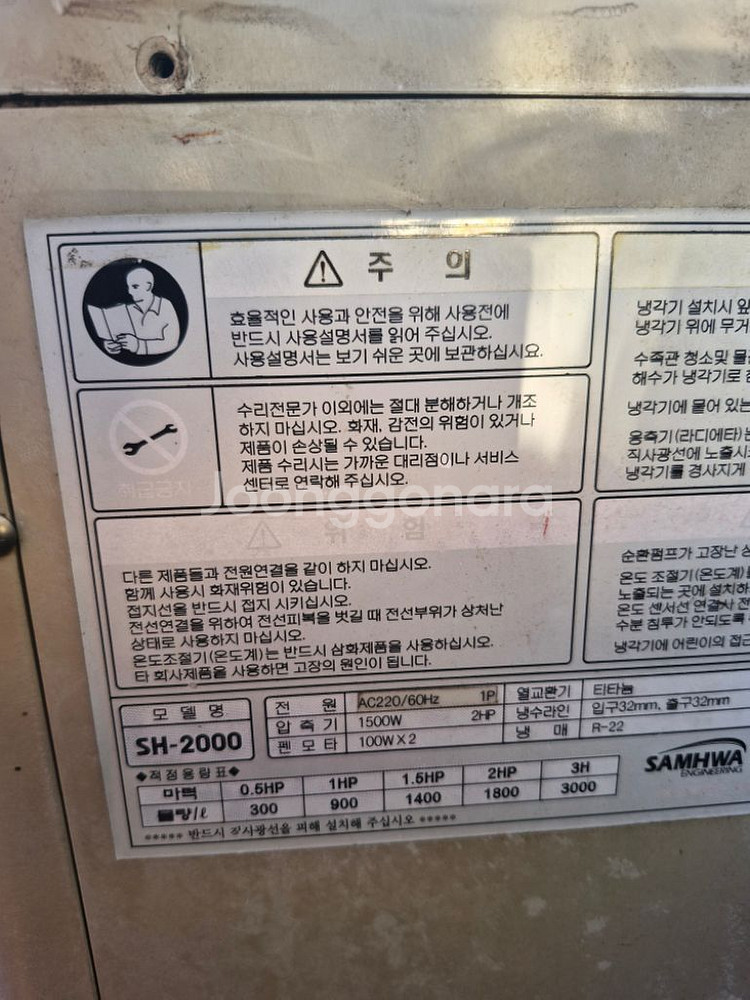 주 의
효율적인 사용과 안전을 위해 사용전에
반드시 사용설명서를 읽어 주십시오.
사용설명서는 보기 쉬운 곳에 보관하십시요.
취급금지
수리전문가 이외에는 절대 분해하거나 개조
하지 마십시오. 화재, 감전의 위험이 있거나
제품이 손상될 수 있습니다.
제품 수리시는 가까운 대리점이나 서비스
센터로 연락해 주십시오.
Joonggonara
위 험
다른 제품들과 전원연결을 같이 하지 마십시오.
함께 사용시 화재위험이 있습니다.
접지선을 반드시 접지 시키십시오.
전선연결을 위하여 전선피복을 벗길 때 전선부위가 상처난
상태로 사용하지 마십시오.
온도조절기(온도계)는 반드시 삼화제품을 사용하십시오.
타 회사제품을 사용하면 고장의 원인이 됩니다.
냉각기 설치시 앞
냉각기 위에 무거
수족관 청소및 물
해수가 냉각기로
냉각기에 물어 있는
응축기(라디에타)는
직사광선에 노출시
냉각기를 경사지게
순환펌프가 고장난
온도 조절기(온도계)
노출되는 곳에 설치하
온도 센서선 연결사 전
수분 침투가 안되도록
냉각기에 어린이의 접근
모 델 명
SH-2000
전 원 AC220/60Hz 1P 열교환기 티타늄
압 축 기 1500W 2HP 냉수라인 입구32mm, 출구32mm
펜 모 타 100W×2 냉 매 R-22
SAMHWA
ENGINEERING
◆적정용량표◆
마력 0.5HP 1HP 1.5HP 2HP 3H
물량/ℓ 300 900 1400 1800 3000
***** 반드시 직사광선을 피해 설치해 주십시오 *****